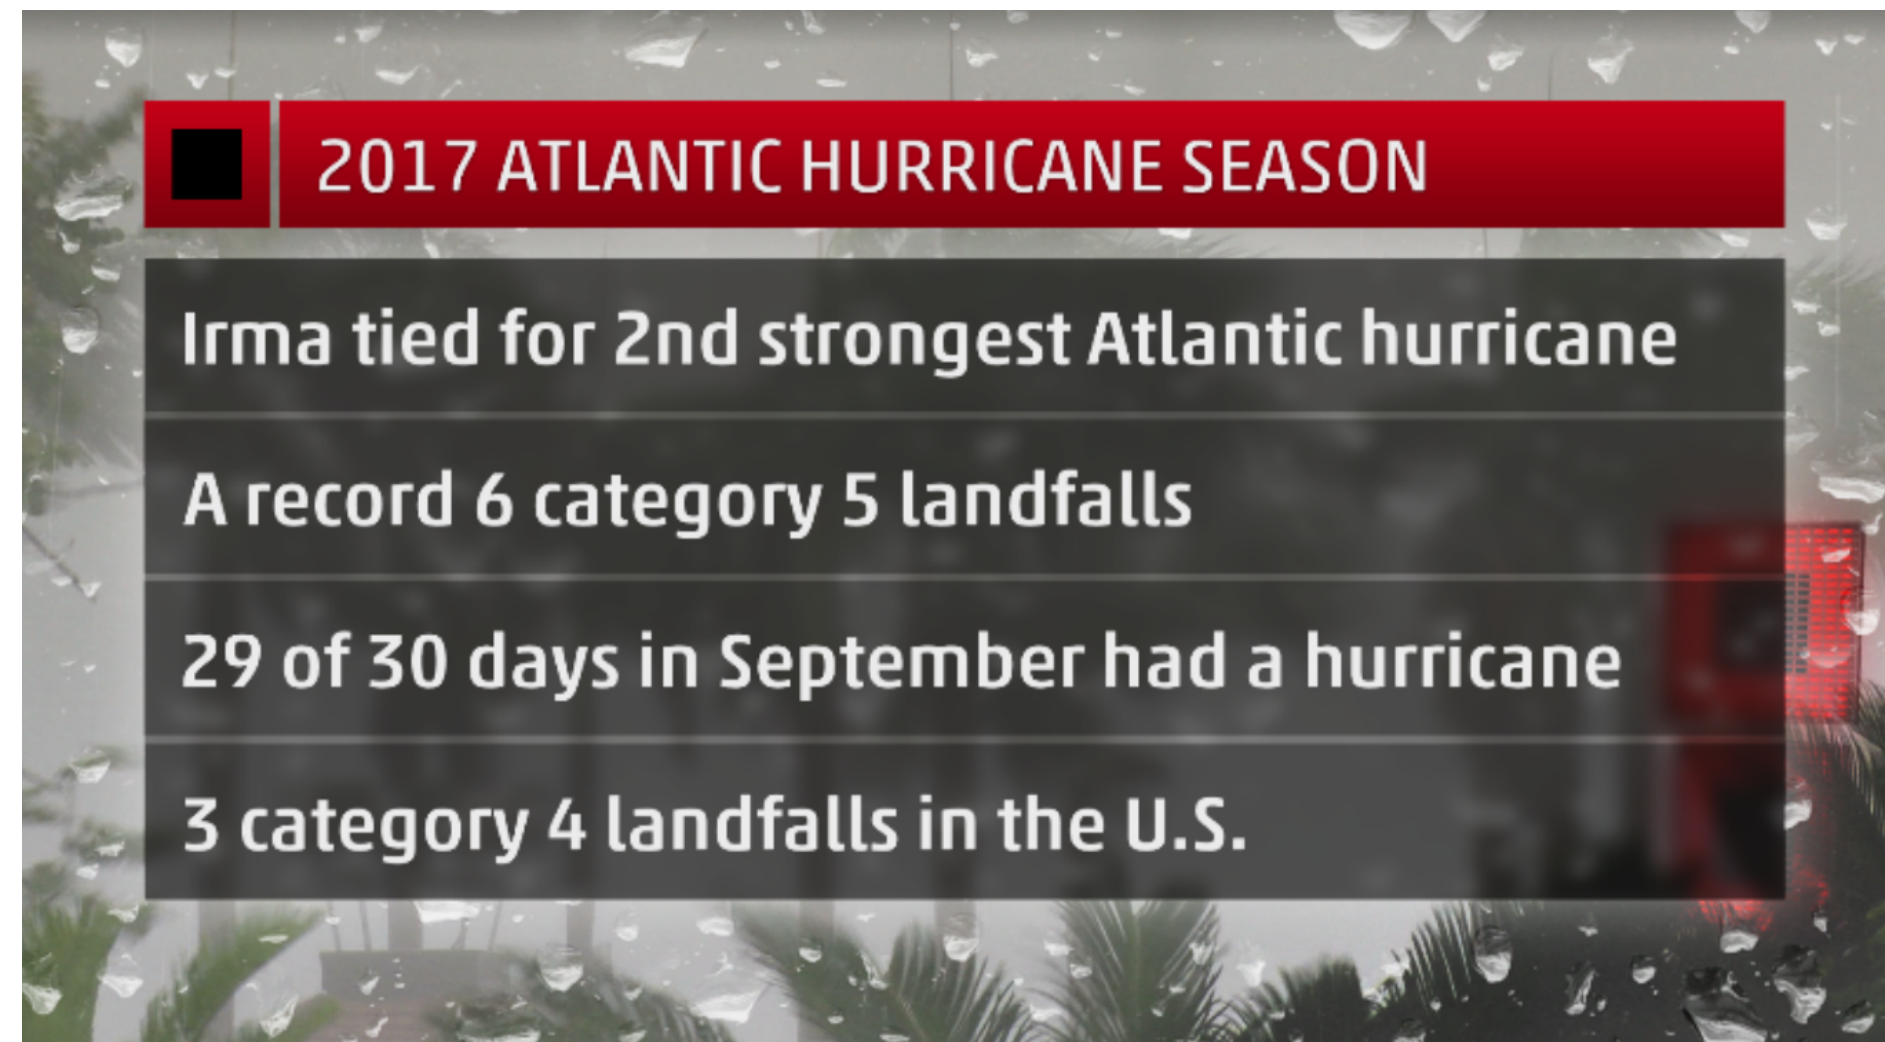 2017 ATLANTIC HURRICANE SEASON
Irma tied for 2nd strongest Atlantic hurricane
A record 6 category 5 landfalls
29 of 30 days in September had a hurricane
3 category 4 landfalls in the U.S.